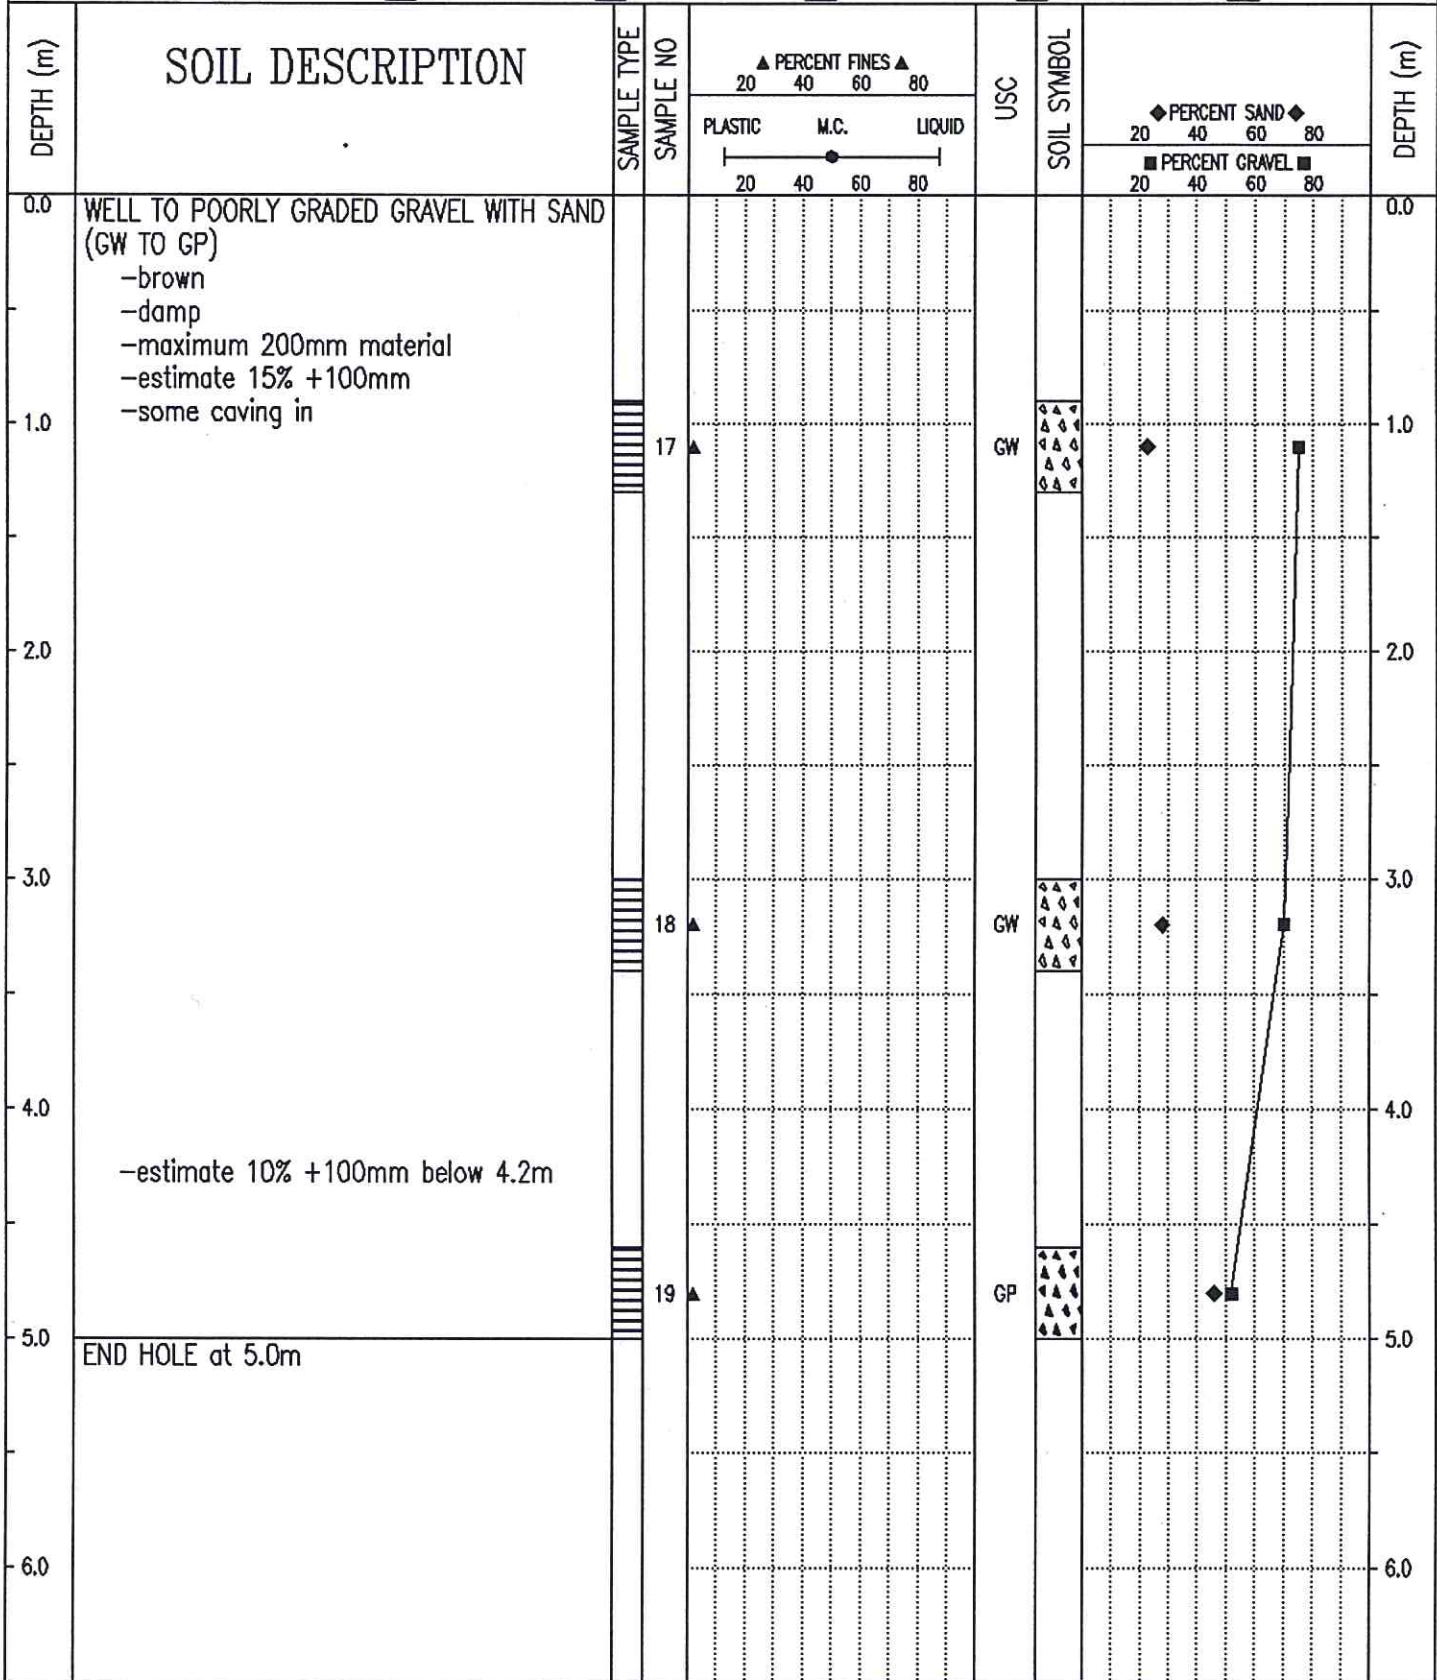 DEPTH (m)
SOIL DESCRIPTION
SAMPLE TYPE
SAMPLE NO
▲ PERCENT FINES ▲
20 40 60 80
PLASTIC M.C. LIQUID
20 40 60 80
USC
SOIL SYMBOL
◆ PERCENT SAND ◆
20 40 60 80
■ PERCENT GRAVEL ■
20 40 60 80
DEPTH (m)
0.0 WELL TO POORLY GRADED GRAVEL WITH SAND 0.0
(GW TO GP)
-brown
-damp
-maximum 200mm material
-estimate 15% +100mm
-some caving in
1.0 1.0
17 GW
2.0 2.0
3.0 3.0
18 GW
4.0 4.0
-estimate 10% +100mm below 4.2m
19 GP
5.0 5.0
END HOLE at 5.0m
6.0 6.0